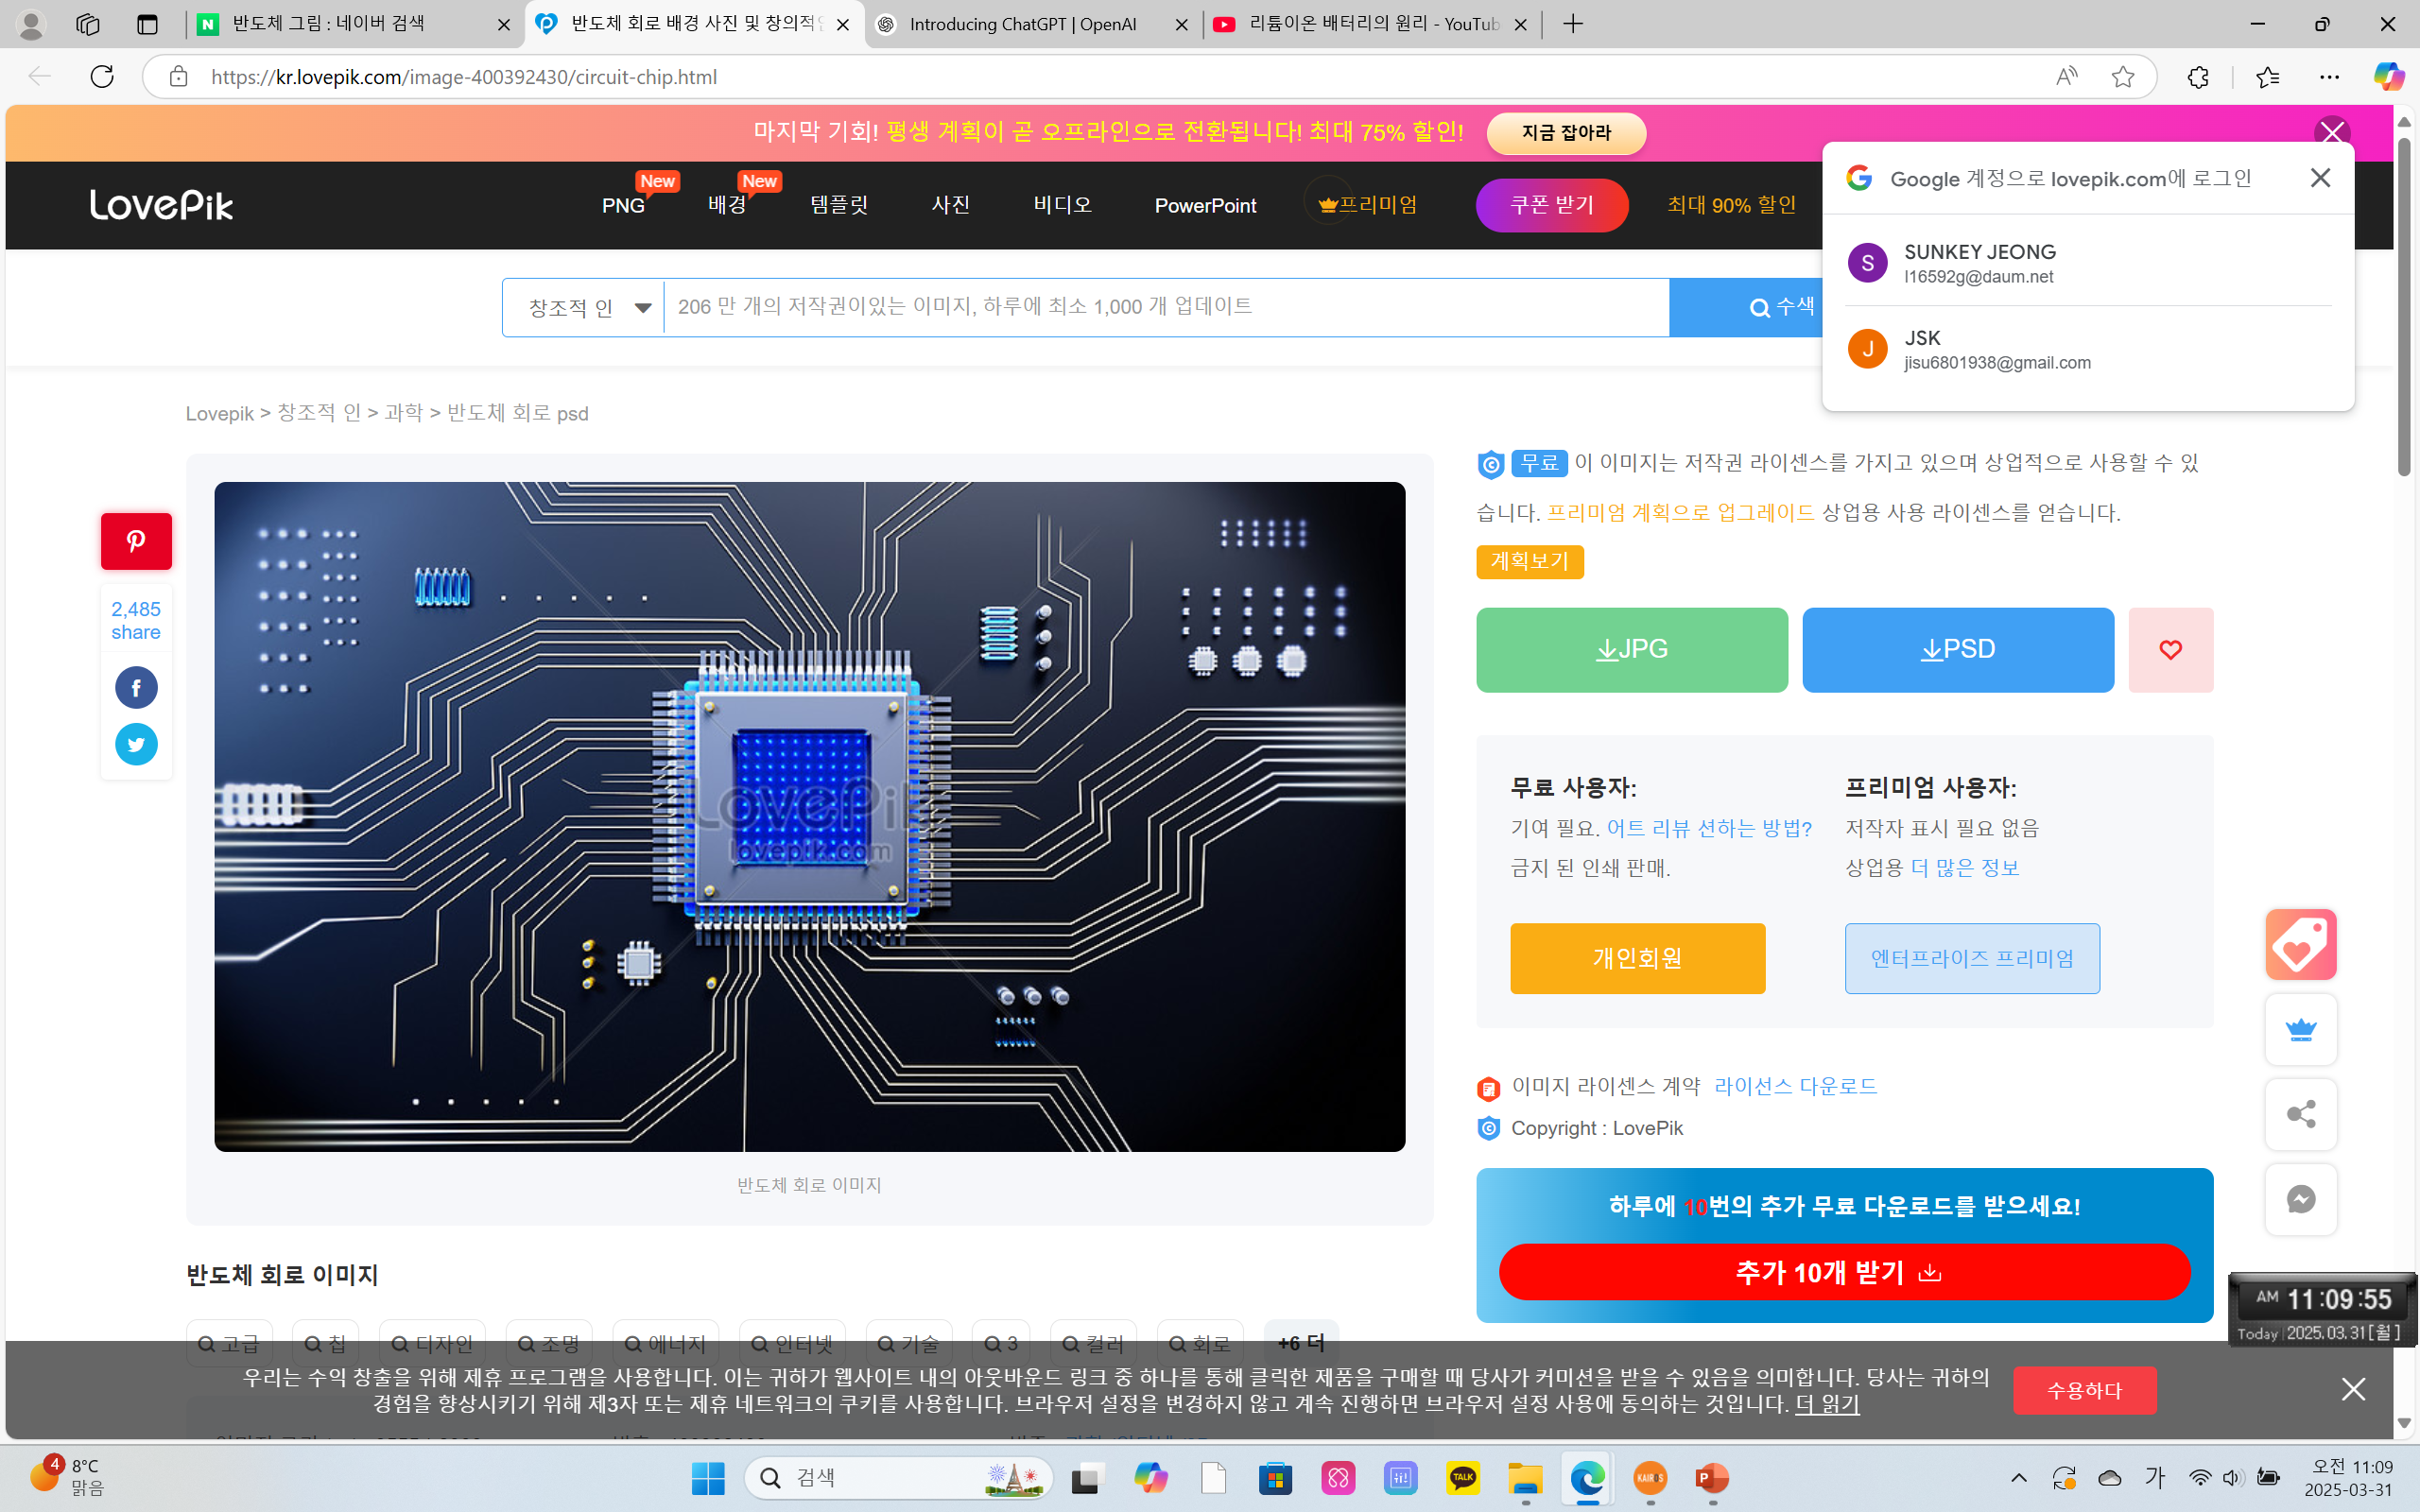 반도체 그림 : 네이버 검색
반도체 회로 배경 사진 및 창의적인
Introducing ChatGPT | OpenAI
리튬이온 배터리의 원리 - YouTub
https://kr.lovepik.com/image-400392430/circuit-chip.html
마지막 기회! 평생 계획이 곧 오프라인으로 전환됩니다! 최대 75% 할인!
지금 잡아라
LovePik
PNG
New
배경
New
템플릿
사진
비디오
PowerPoint
프리미엄
쿠폰 받기
최대 90% 할인
Google 계정으로 lovepik.com에 로그인
S
SUNKEY JEONG
l16592g@daum.net
J
JSK
jisu6801938@gmail.com
창조적 인
206 만 개의 저작권이있는 이미지, 하루에 최소 1,000 개 업데이트
수색
Lovepik > 창조적 인 > 과학 > 반도체 회로 psd
2,485
share
LovePik
lovepik.com
반도체 회로 이미지
무료 이 이미지는 저작권 라이센스를 가지고 있으며 상업적으로 사용할 수 있
습니다. 프리미엄 계획으로 업그레이드 상업용 사용 라이센스를 얻습니다.
계획보기
JPG
PSD
무료 사용자:
기여 필요. 어트 리뷰 션하는 방법?
금지 된 인쇄 판매.
개인회원
프리미엄 사용자:
저작자 표시 필요 없음
상업용 더 많은 정보
엔터프라이즈 프리미엄
이미지 라이센스 계약 라이선스 다운로드
Copyright : LovePik
하루에 10번의 추가 무료 다운로드를 받으세요!
추가 10개 받기
반도체 회로 이미지
고급
칩
디자인
조명
에너지
인터넷
기술
3
컬러
회로
+6 더
우리는 수익 창출을 위해 제휴 프로그램을 사용합니다. 이는 귀하가 웹사이트 내의 아웃바운드 링크 중 하나를 통해 클릭한 제품을 구매할 때 당사가 커미션을 받을 수 있음을 의미합니다. 당사는 귀하의
경험을 향상시키기 위해 제3자 또는 제휴 네트워크의 쿠키를 사용합니다. 브라우저 설정을 변경하지 않고 계속 진행하면 브라우저 설정 사용에 동의하는 것입니다. 더 읽기
수용하다
AM 11:09:55
Today 2025.03.31[월]
4
8°C
맑음
검색
TALK
KAIROS
P
가
오전 11:09
2025-03-31